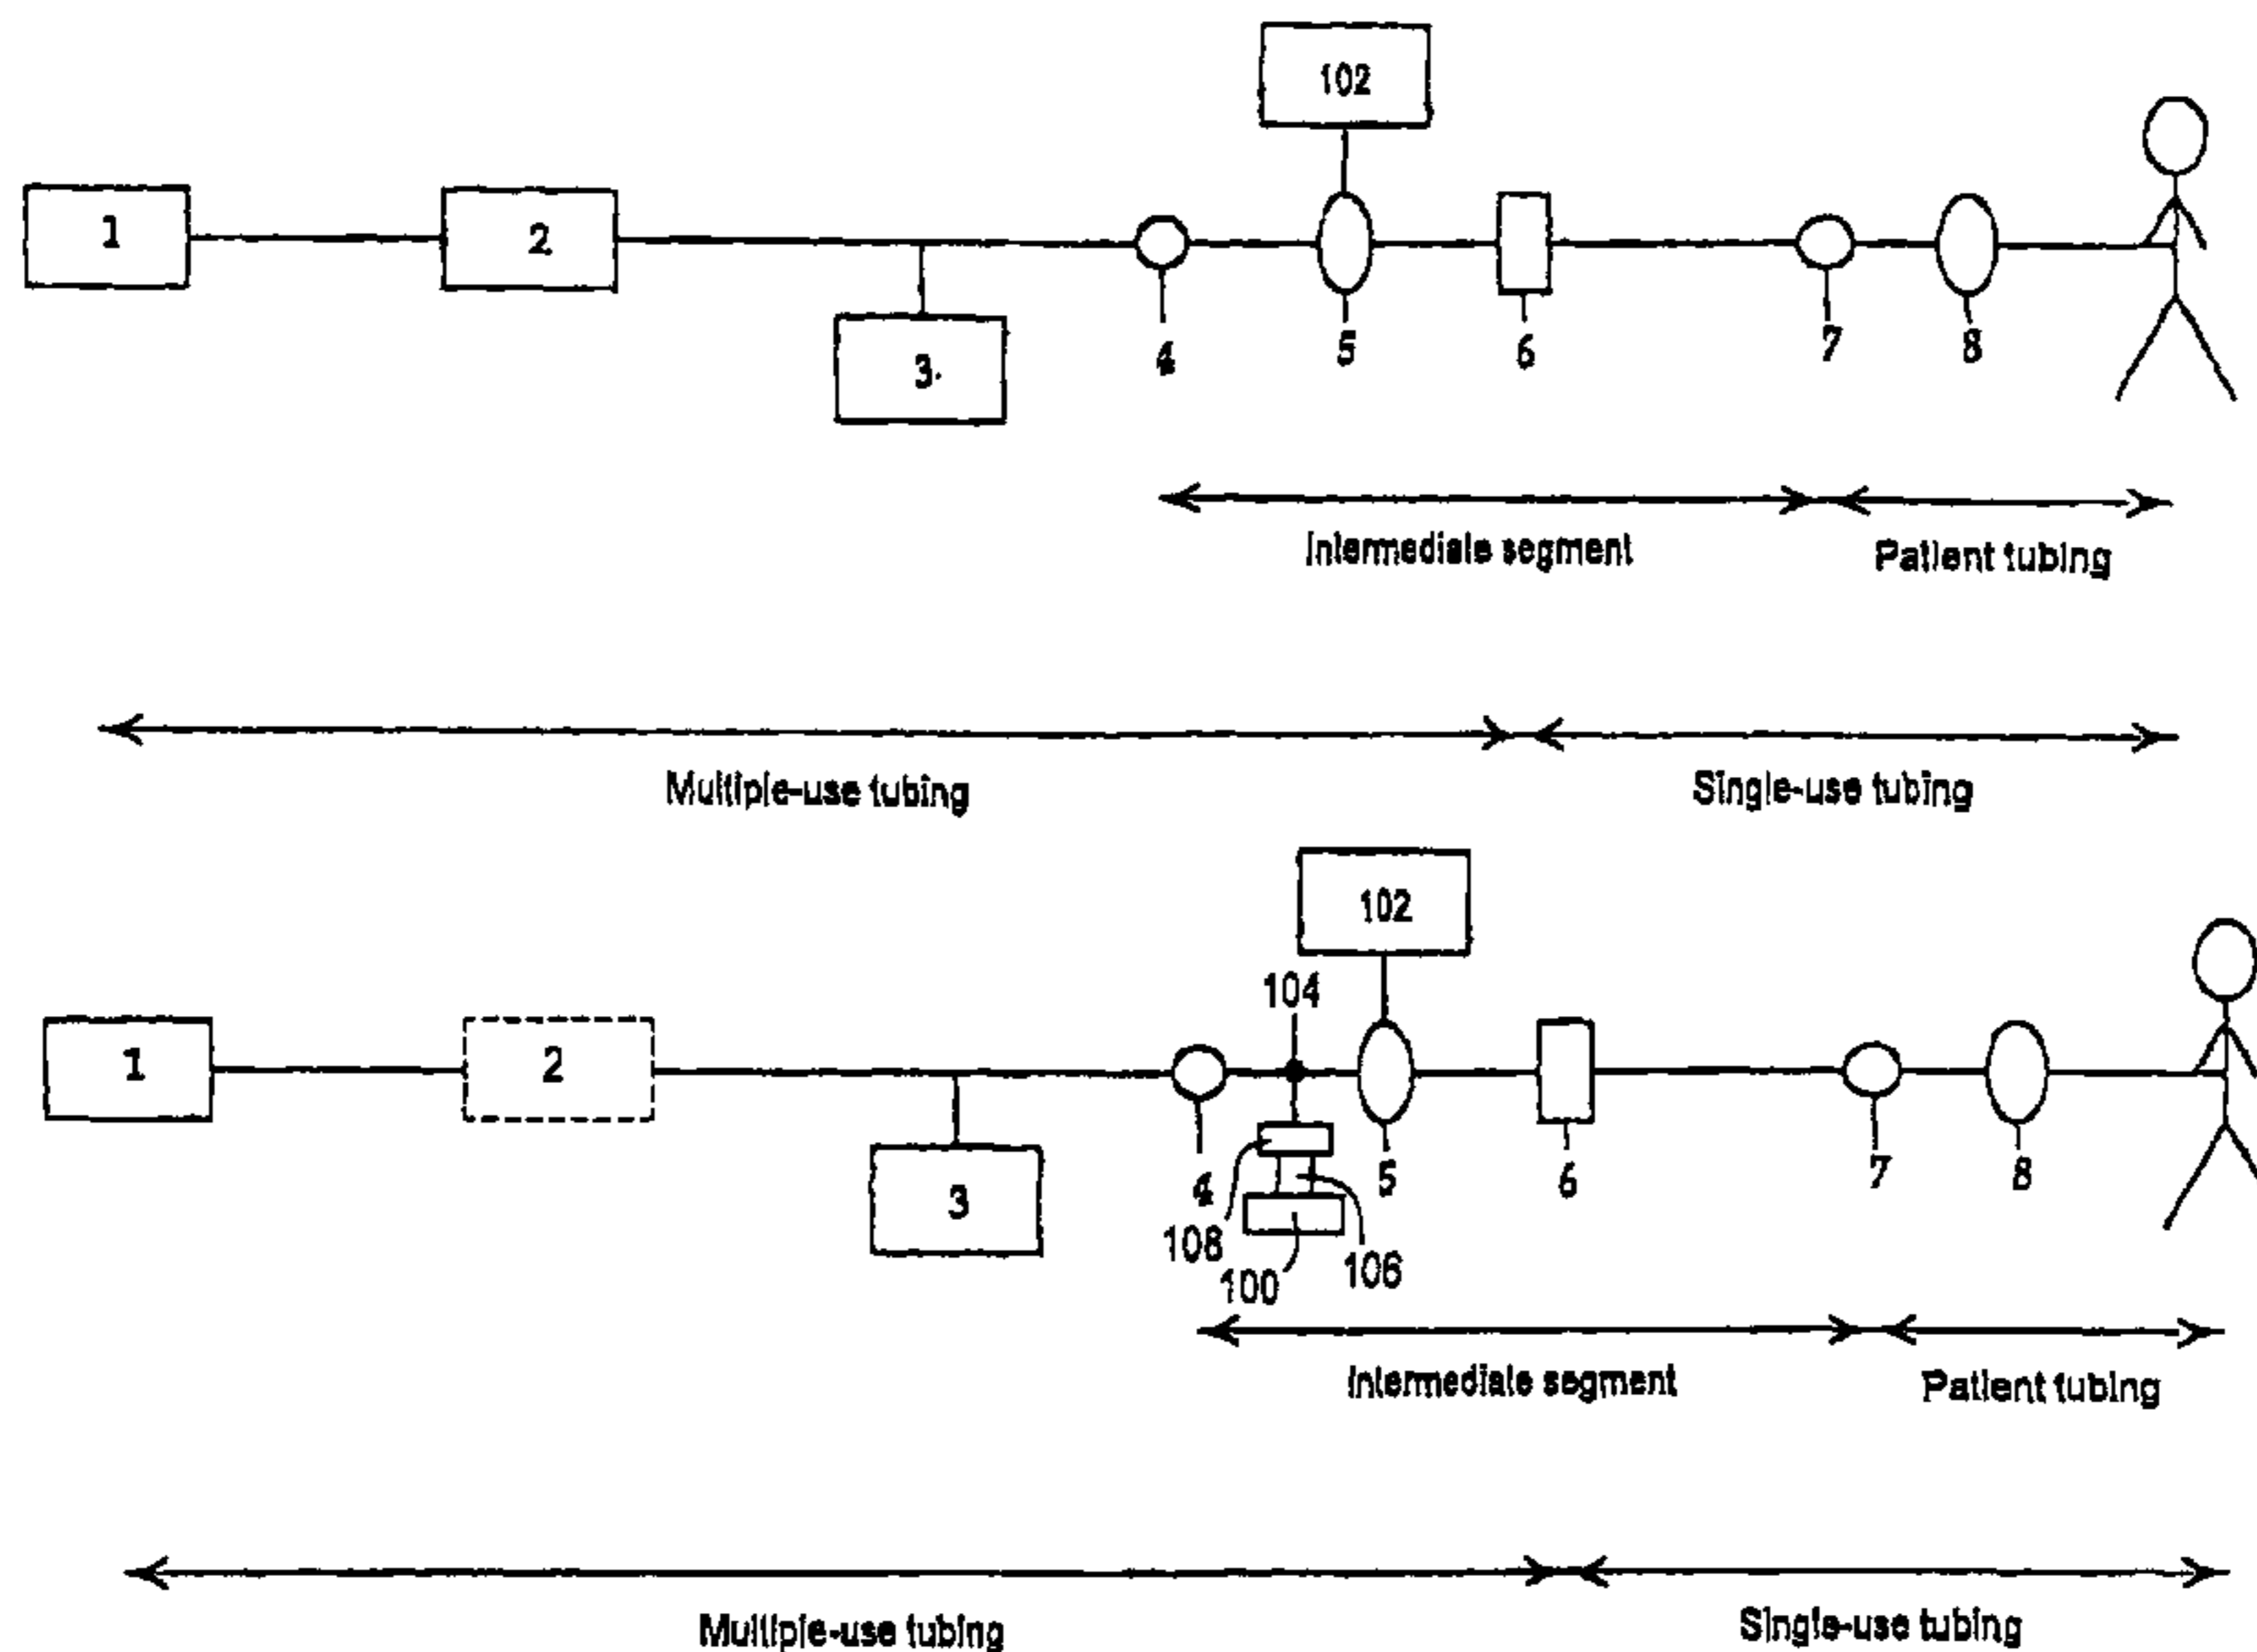 102
1
2
3.
4
5
6
7
8
Intermediate segment
Patient tubing
Multiple-use tubing
Single-use tubing
102
104
1
2
3
4
5
6
7
8
108
100
106
Intermediate segment
Patient tubing
Multiple-use tubing
Single-use tubing